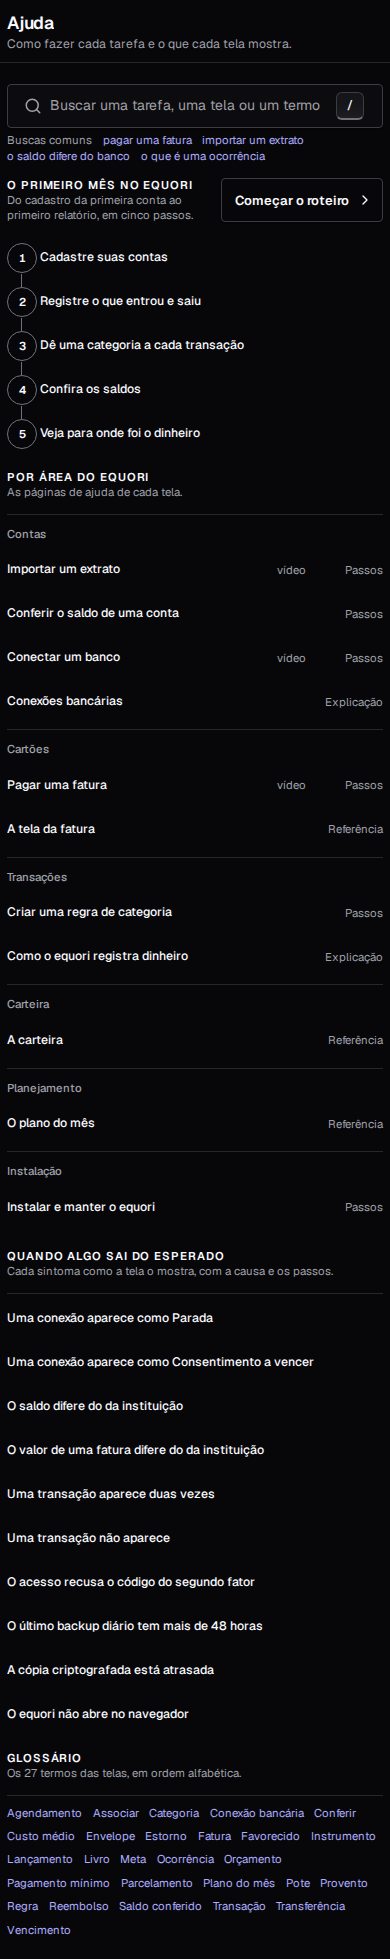 Ajuda
Como fazer cada tarefa e o que cada tela mostra.
Buscar uma tarefa, uma tela ou um termo /
Buscas comuns pagar uma fatura importar um extrato
o saldo difere do banco o que é uma ocorrência
O PRIMEIRO MÊS NO EQUORI
Do cadastro da primeira conta ao
primeiro relatório, em cinco passos.
Começar o roteiro
1 Cadastre suas contas
2 Registre o que entrou e saiu
3 Dê uma categoria a cada transação
4 Confira os saldos
5 Veja para onde foi o dinheiro
POR ÁREA DO EQUORI
As páginas de ajuda de cada tela.
Contas
Importar um extrato vídeo Passos
Conferir o saldo de uma conta Passos
Conectar um banco vídeo Passos
Conexões bancárias Explicação
Cartões
Pagar uma fatura vídeo Passos
A tela da fatura Referência
Transações
Criar uma regra de categoria Passos
Como o equori registra dinheiro Explicação
Carteira
A carteira Referência
Planejamento
O plano do mês Referência
Instalação
Instalar e manter o equori Passos
QUANDO ALGO SAI DO ESPERADO
Cada sintoma como a tela o mostra, com a causa e os passos.
Uma conexão aparece como Parada
Uma conexão aparece como Consentimento a vencer
O saldo difere do da instituição
O valor de uma fatura difere do da instituição
Uma transação aparece duas vezes
Uma transação não aparece
O acesso recusa o código do segundo fator
O último backup diário tem mais de 48 horas
A cópia criptografada está atrasada
O equori não abre no navegador
GLOSSÁRIO
Os 27 termos das telas, em ordem alfabética.
Agendamento Associar Categoria Conexão bancária Conferir
Custo médio Envelope Estorno Fatura Favorecido Instrumento
Lançamento Livro Meta Ocorrência Orçamento
Pagamento mínimo Parcelamento Plano do mês Pote Provento
Regra Reembolso Saldo conferido Transação Transferência
Vencimento